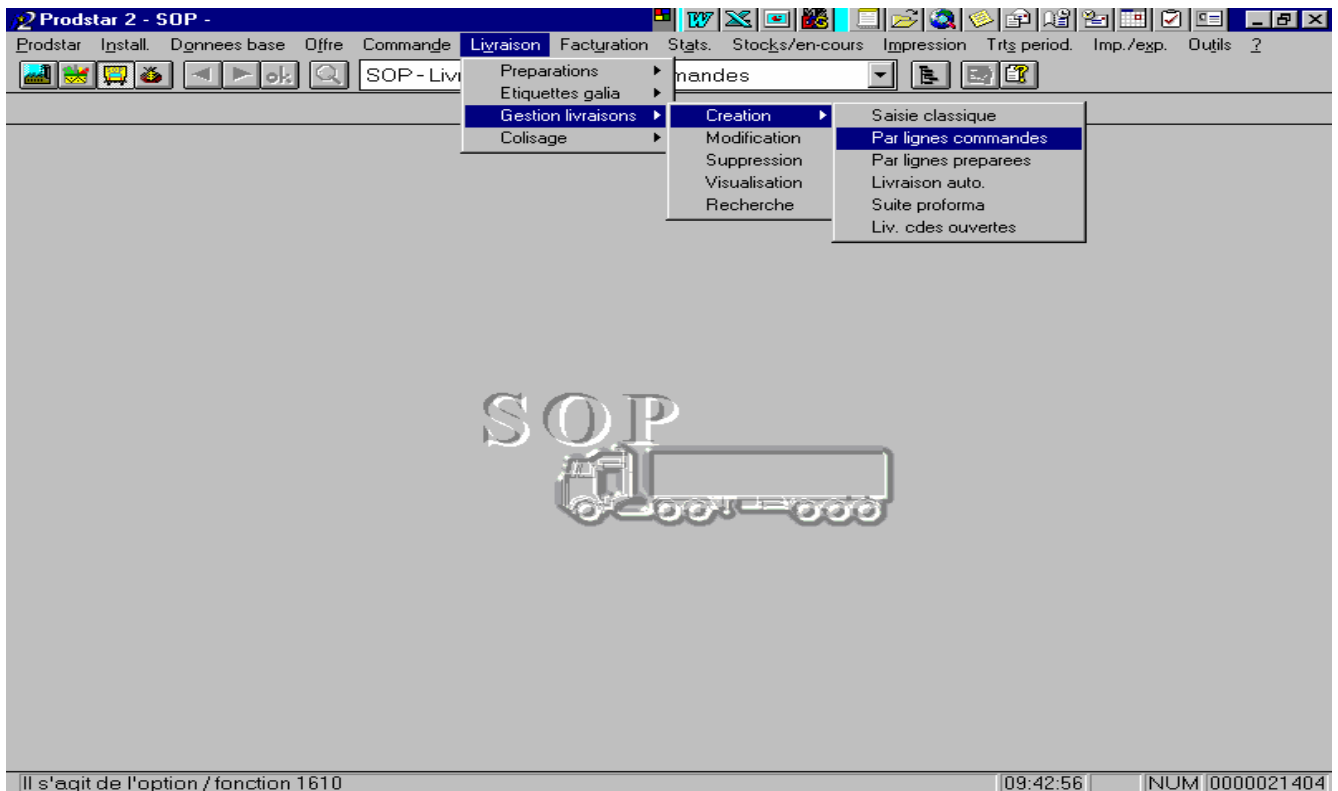 Prodstar 2 - SOP -
Prodstar Install. Donnees base Offre Commande Livraison Facturation Stats. Stocks/en-cours Impression Trts period. Imp./exp. Outils ?
ok SOP - Liv mandes
Preparations
Etiquettes galia
Gestion livraisons Creation Saisie classique
Colisage Modification Par lignes commandes
Suppression Par lignes preparees
Visualisation Livraison auto.
Recherche Suite proforma
Liv. cdes ouvertes
SOP
Il s'agit de l'option / fonction 1610 09:42:56 NUM 0000021404